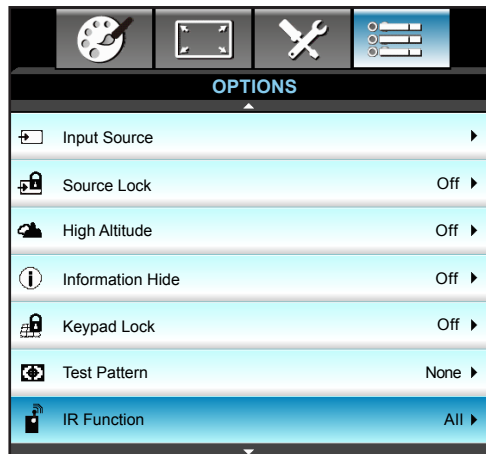 OPTIONS
Input Source
Source Lock Off
High Altitude Off
Information Hide Off
Keypad Lock Off
Test Pattern None
IR Function All